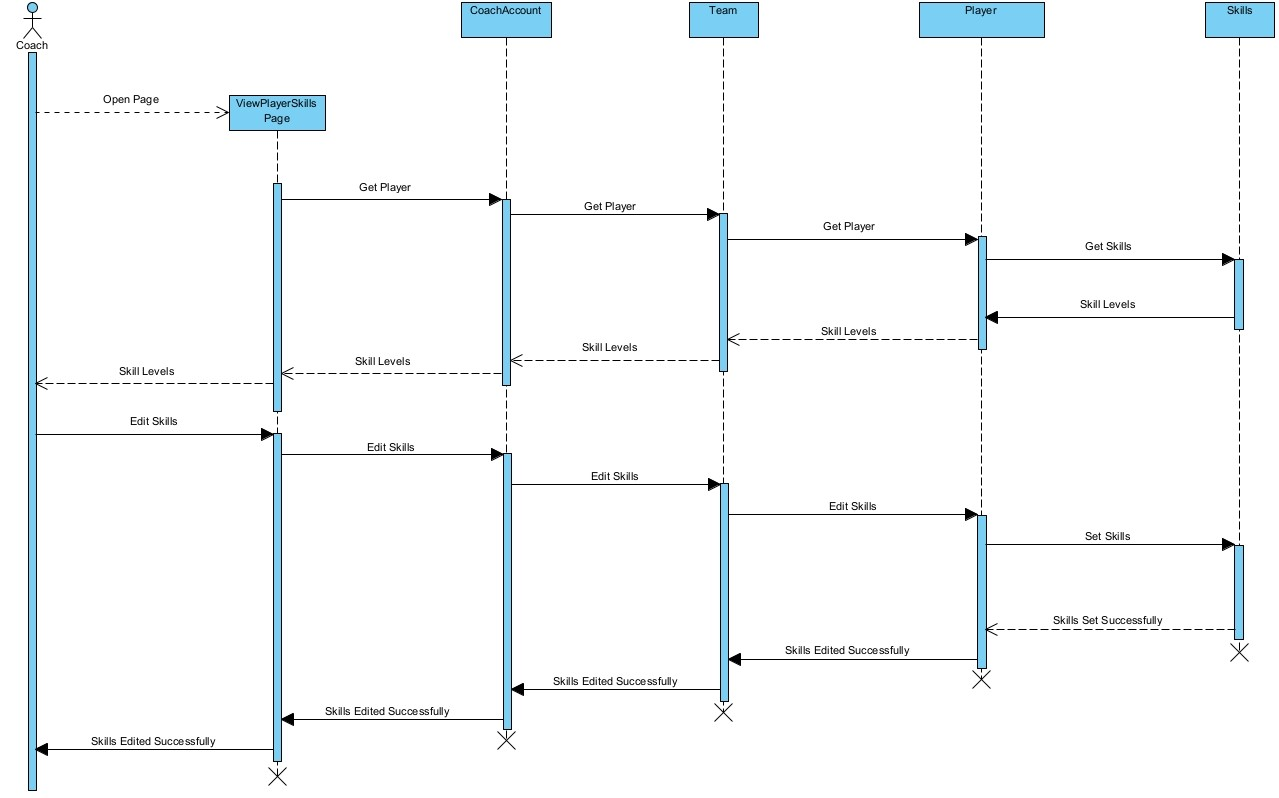 CoachAccount
Team
Player
Skills
Coach
Open Page
ViewPlayerSkills
Page
Get Player
Get Player
Get Player
Get Skills
Skill Levels
Skill Levels
Skill Levels
Skill Levels
Skill Levels
Edit Skills
Edit Skills
Edit Skills
Edit Skills
Set Skills
Skills Set Successfully
Skills Edited Successfully
Skills Edited Successfully
Skills Edited Successfully
Skills Edited Successfully